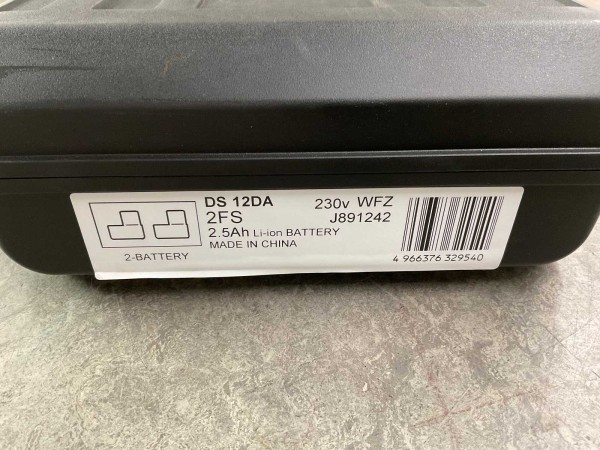 DS 12DA 230v WFZ
2FS J891242
2.5Ah Li-ion BATTERY
MADE IN CHINA
2-BATTERY
4 966376 329540